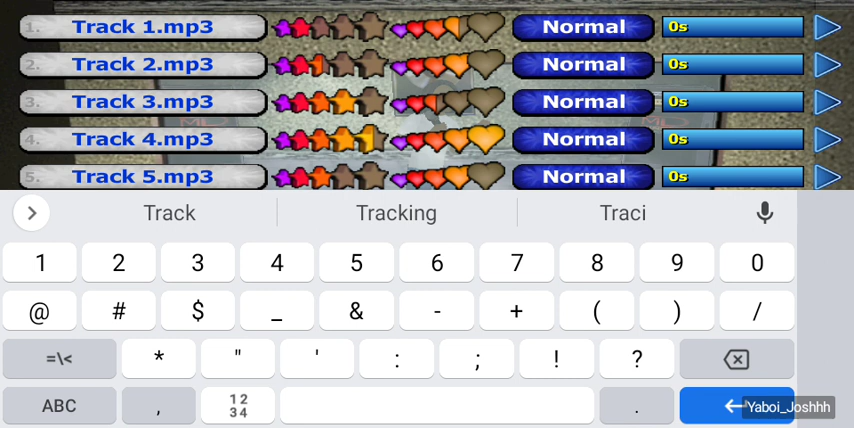 1. Track 1.mp3 Normal 0s
2. Track 2.mp3 Normal 0s
3. Track 3.mp3 Normal 0s
4. Track 4.mp3 Normal 0s
5. Track 5.mp3 Normal 0s
Track Tracking Traci
1 2 3 4 5 6 7 8 9 0
@ # $ _ & - + ( ) /
=\< * " ' : ; ! ?
ABC , 12 .
34
Yaboi_Joshhh